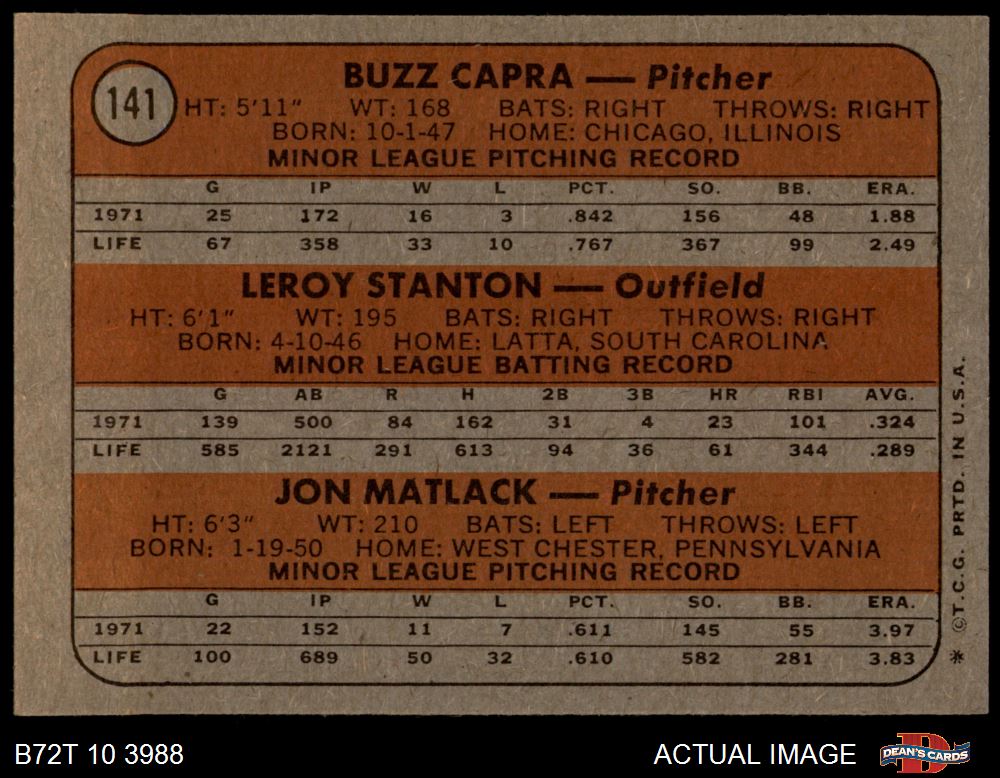 141
BUZZ CAPRA — Pitcher
HT: 5'11" WT: 168 BATS: RIGHT THROWS: RIGHT
BORN: 10-1-47 HOME: CHICAGO, ILLINOIS
MINOR LEAGUE PITCHING RECORD
G IP W L PCT. SO. BB. ERA.
1971 25 172 16 3 .842 156 48 1.88
LIFE 67 358 33 10 .767 367 99 2.49
LEROY STANTON — Outfield
HT: 6'1" WT: 195 BATS: RIGHT THROWS: RIGHT
BORN: 4-10-46 HOME: LATTA, SOUTH CAROLINA
MINOR LEAGUE BATTING RECORD
G AB R H 2B 3B HR RBI AVG.
1971 139 500 84 162 31 4 23 101 .324
LIFE 585 2121 291 613 94 36 61 344 .289
JON MATLACK — Pitcher
HT: 6'3" WT: 210 BATS: LEFT THROWS: LEFT
BORN: 1-19-50 HOME: WEST CHESTER, PENNSYLVANIA
MINOR LEAGUE PITCHING RECORD
G IP W L PCT. SO. BB. ERA.
1971 22 152 11 7 .611 145 55 3.97
LIFE 100 689 50 32 .610 582 281 3.83
* ©T.C.G. PRTD. IN U.S.A.
B72T 10 3988
ACTUAL IMAGE
DEAN'S CARDS